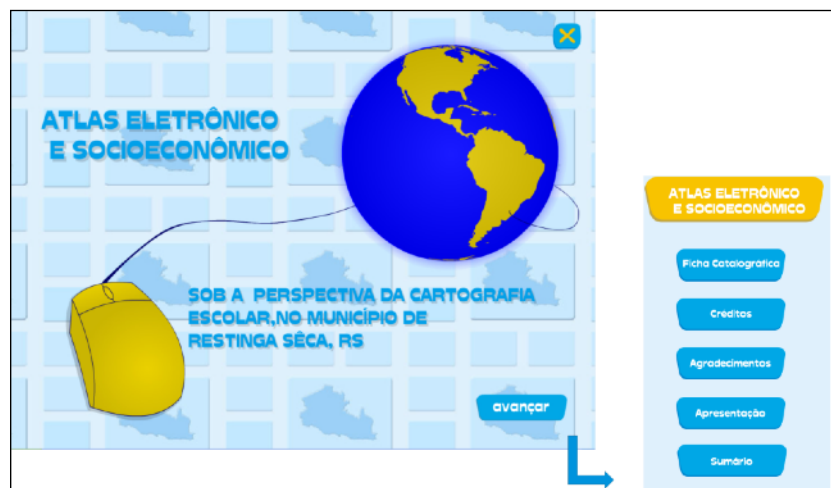 ATLAS ELETRÔNICO
E SOCIOECONÔMICO
SOB A PERSPECTIVA DA CARTOGRAFIA
ESCOLAR,NO MUNICÍPIO DE
RESTINGA SÊCA, RS
avançar
ATLAS ELETRÔNICO
E SOCIOECONÔMICO
Ficha Catalográfica
Créditos
Agradecimentos
Apresentação
Sumário